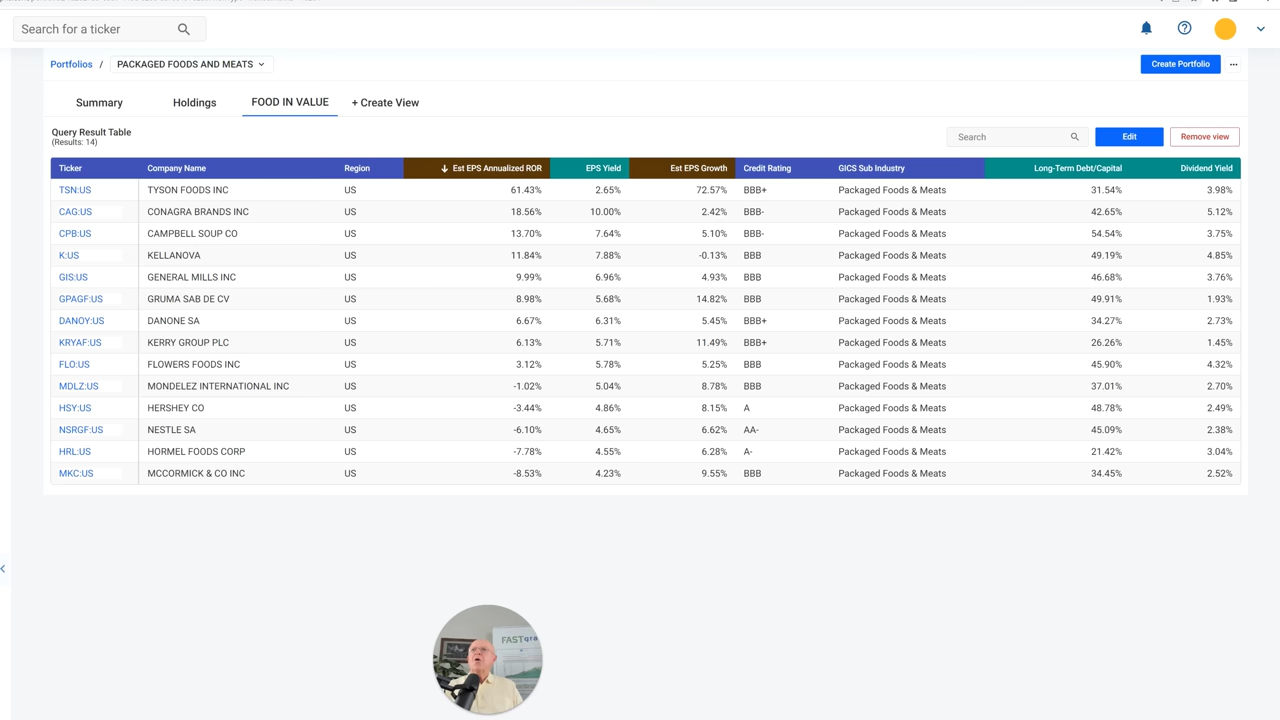 Search for a ticker
Portfolios / PACKAGED FOODS AND MEATS
Create Portfolio
Summary Holdings FOOD IN VALUE + Create View
Query Result Table
(Results: 14)
Search Edit Remove view
Ticker Company Name Region Est EPS Annualized ROR EPS Yield Est EPS Growth Credit Rating GICS Sub Industry Long-Term Debt/Capital Dividend Yield
TSN:US TYSON FOODS INC US 61.43% 2.65% 72.57% BBB+ Packaged Foods & Meats 31.54% 3.98%
CAG:US CONAGRA BRANDS INC US 18.56% 10.00% 2.42% BBB- Packaged Foods & Meats 42.65% 5.12%
CPB:US CAMPBELL SOUP CO US 13.70% 7.64% 5.10% BBB- Packaged Foods & Meats 54.54% 3.75%
K:US KELLANOVA US 11.84% 7.88% -0.13% BBB Packaged Foods & Meats 49.19% 4.85%
GIS:US GENERAL MILLS INC US 9.99% 6.96% 4.93% BBB Packaged Foods & Meats 46.68% 3.76%
GPAGF:US GRUMA SAB DE CV US 8.98% 5.68% 14.82% BBB Packaged Foods & Meats 49.91% 1.93%
DANOY:US DANONE SA US 6.67% 6.31% 5.45% BBB+ Packaged Foods & Meats 34.27% 2.73%
KRYAF:US KERRY GROUP PLC US 6.13% 5.71% 11.49% BBB+ Packaged Foods & Meats 26.26% 1.45%
FLO:US FLOWERS FOODS INC US 3.12% 5.78% 5.25% BBB Packaged Foods & Meats 45.90% 4.32%
MDLZ:US MONDELEZ INTERNATIONAL INC US -1.02% 5.04% 8.78% BBB Packaged Foods & Meats 37.01% 2.70%
HSY:US HERSHEY CO US -3.44% 4.86% 8.15% A Packaged Foods & Meats 48.78% 2.49%
NSRGF:US NESTLE SA US -6.10% 4.65% 6.62% AA- Packaged Foods & Meats 45.09% 2.38%
HRL:US HORMEL FOODS CORP US -7.78% 4.55% 6.28% A- Packaged Foods & Meats 21.42% 3.04%
MKC:US MCCORMICK & CO INC US -8.53% 4.23% 9.55% BBB Packaged Foods & Meats 34.45% 2.52%
FASTgra